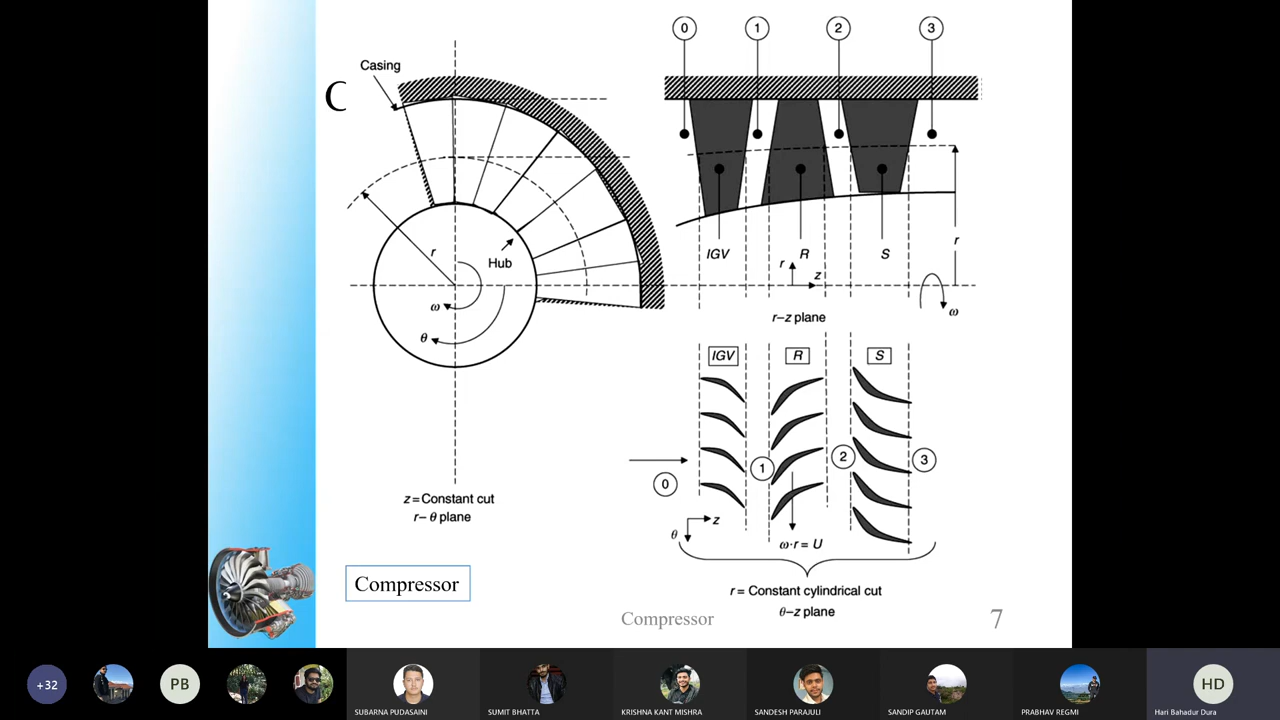 C
Casing
r
Hub
ω
θ
z = Constant cut
r– θ plane
0 1 2 3
IGV R S
r
r
z
ω
r–z plane
IGV R S
0 1 2 3
z
θ
ω·r = U
r = Constant cylindrical cut
θ–z plane
Compressor
Compressor
7
+32
PB
SUBARNA PUDASAINI
SUMIT BHATTA
KRISHNA KANT MISHRA
SANDESH PARAJULI
SANDIP GAUTAM
PRABHAV REGMI
HD
Hari Bahadur Dura